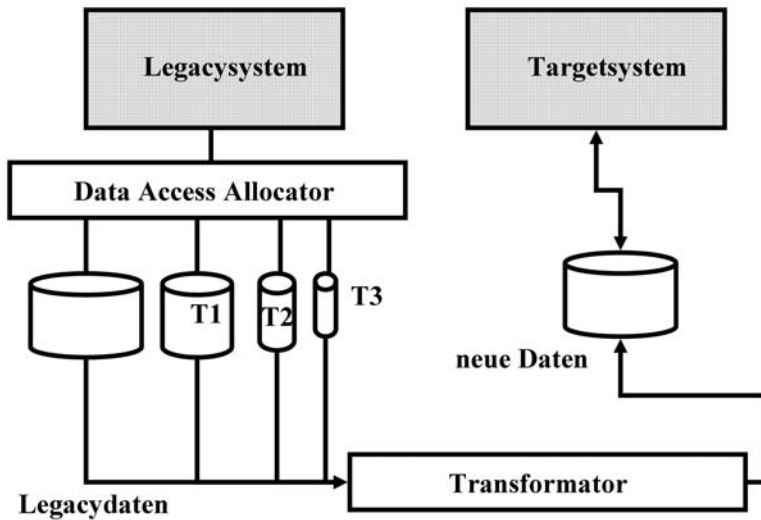 Legacysystem
Targetsystem
Data Access Allocator
T1
T2
T3
neue Daten
Transformator
Legacydaten